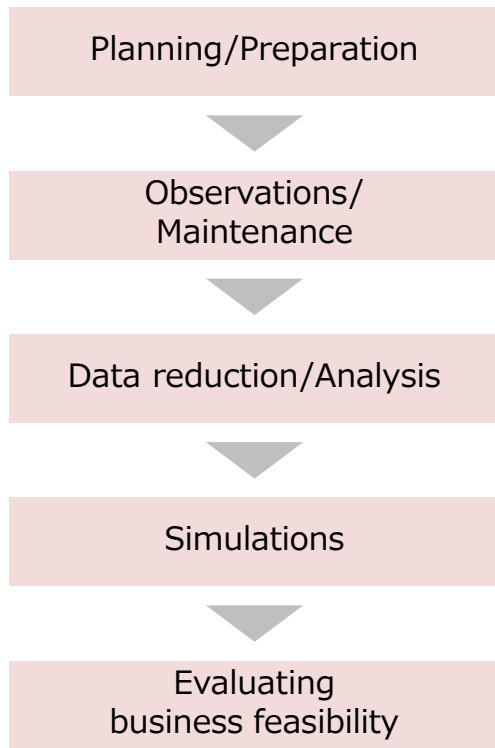 Planning/Preparation
Observations/
Maintenance
Data reduction/Analysis
Simulations
Evaluating
business feasibility